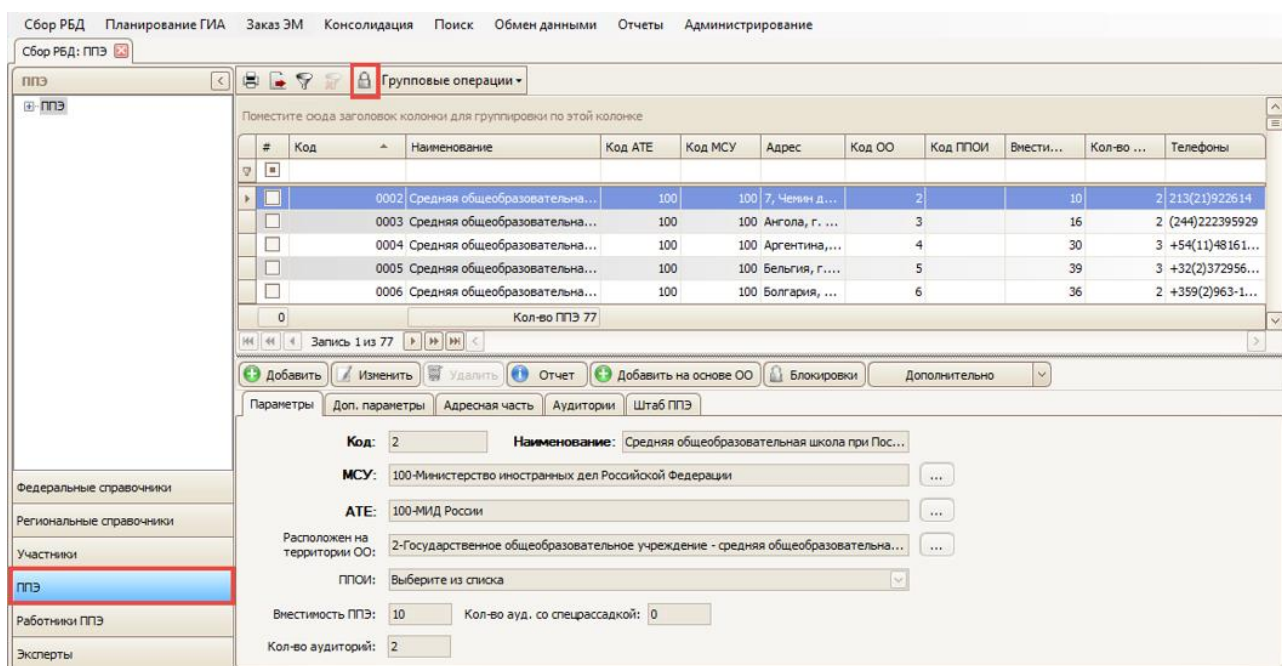 Сбор РБД Планирование ГИА Заказ ЭМ Консолидация Поиск Обмен данными Отчеты Администрирование
Сбор РБД: ППЭ
ППЭ
Групповые операции
ППЭ
Поместите сюда заголовок колонки для группировки по этой колонке
# Код Наименование Код АТЕ Код МСУ Адрес Код ОО Код ППОИ Вмести... Кол-во ... Телефоны
0002 Средняя общеобразовательна... 100 100 7, Чемин д... 2 10 2 213(21)922614
0003 Средняя общеобразовательна... 100 100 Ангола, г. ... 3 16 2 (244)222395929
0004 Средняя общеобразовательна... 100 100 Аргентина,... 4 30 3 +54(11)48161...
0005 Средняя общеобразовательна... 100 100 Бельгия, г.... 5 39 3 +32(2)372956...
0006 Средняя общеобразовательна... 100 100 Болгария, ... 6 36 2 +359(2)963-1...
0 Кол-во ППЭ 77
Запись 1 из 77
Добавить Изменить Удалить Отчет Добавить на основе ОО Блокировки Дополнительно
Параметры Доп. параметры Адресная часть Аудитории Штаб ППЭ
Код: 2 Наименование: Средняя общеобразовательная школа при Пос...
МСУ: 100-Министерство иностранных дел Российской Федерации ...
АТЕ: 100-МИД России ...
Расположен на
территории ОО: 2-Государственное общеобразовательное учреждение - средняя общеобразовательна... ...
ППОИ: Выберите из списка
Вместимость ППЭ: 10 Кол-во ауд. со спецрассадкой: 0
Кол-во аудиторий: 2
Федеральные справочники
Региональные справочники
Участники
ППЭ
Работники ППЭ
Эксперты